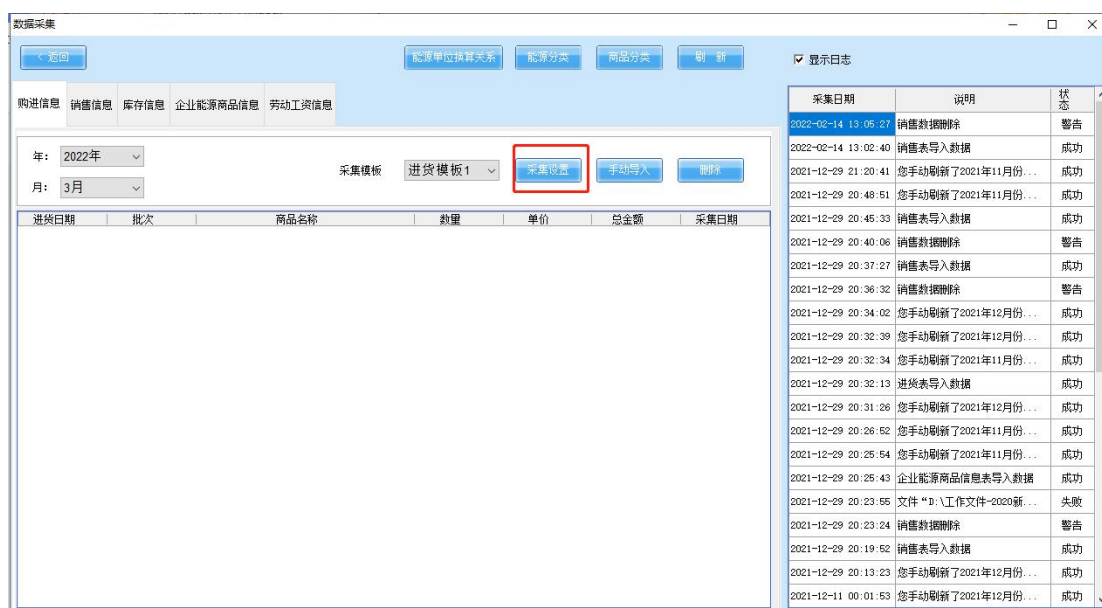 数据采集
< 返回 能源单位换算关系 能源分类 商品分类 刷 新 显示日志
购进信息 销售信息 库存信息 企业能源商品信息 劳动工资信息
年: 2022年
月: 3月
采集模板 进货模板1 采集设置 手动导入 删除
进货日期 批次 商品名称 数量 单价 总金额 采集日期
采集日期 说明 状态
2022-02-14 13:05:27 销售数据删除 警告
2022-02-14 13:02:40 销售表导入数据 成功
2021-12-29 21:20:41 您手动刷新了2021年11月份... 成功
2021-12-29 20:48:51 您手动刷新了2021年11月份... 成功
2021-12-29 20:45:33 销售表导入数据 成功
2021-12-29 20:40:06 销售数据删除 警告
2021-12-29 20:37:27 销售表导入数据 成功
2021-12-29 20:36:32 销售数据删除 警告
2021-12-29 20:34:02 您手动刷新了2021年12月份... 成功
2021-12-29 20:32:39 您手动刷新了2021年12月份... 成功
2021-12-29 20:32:34 您手动刷新了2021年11月份... 成功
2021-12-29 20:32:13 进货表导入数据 成功
2021-12-29 20:31:26 您手动刷新了2021年12月份... 成功
2021-12-29 20:26:52 您手动刷新了2021年11月份... 成功
2021-12-29 20:25:54 您手动刷新了2021年11月份... 成功
2021-12-29 20:25:43 企业能源商品信息表导入数据 成功
2021-12-29 20:23:55 文件“D:\工作文件-2020新... 失败
2021-12-29 20:23:24 销售数据删除 警告
2021-12-29 20:19:52 销售表导入数据 成功
2021-12-29 20:13:23 您手动刷新了2021年12月份... 成功
2021-12-11 00:01:53 您手动刷新了2021年12月份... 成功